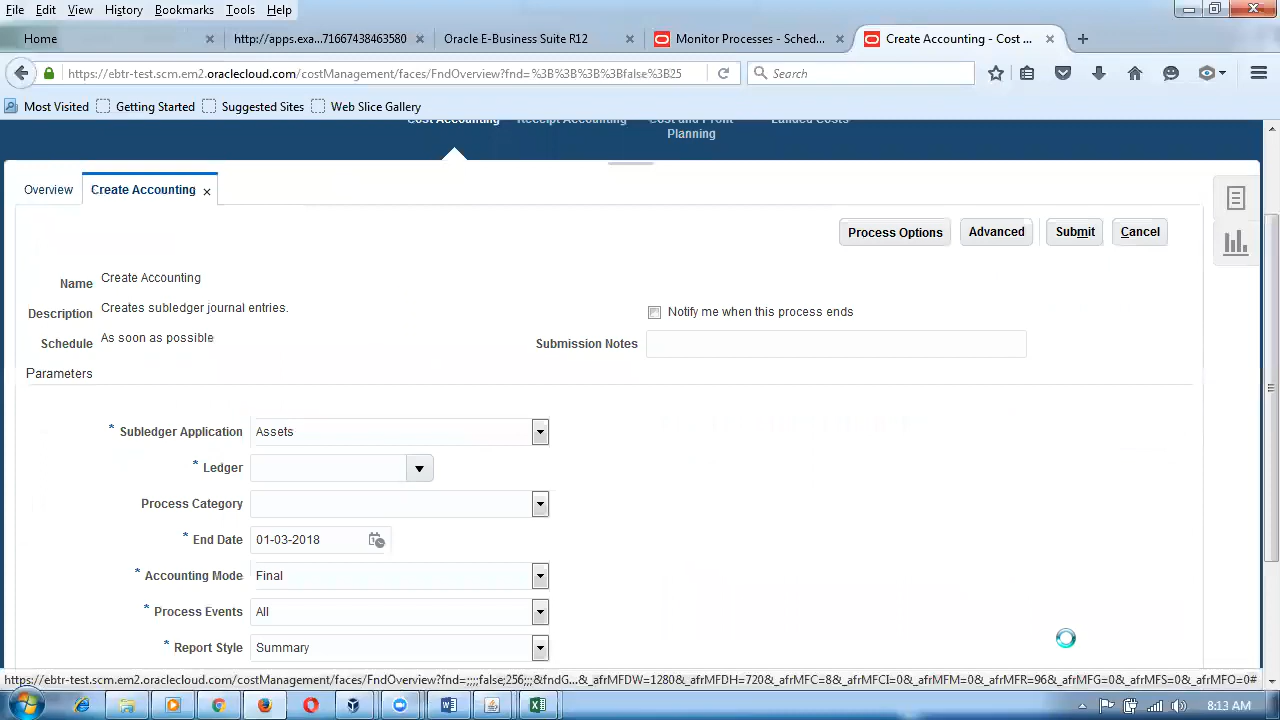 File Edit View History Bookmarks Tools Help
Home http://apps.exa...71667438463580 Oracle E-Business Suite R12 Monitor Processes - Sched... Create Accounting - Cost ...
https://ebtr-test.scm.em2.oraclecloud.com/costManagement/faces/FndOverview?fnd=%3B%3B%3B%3Bfalse%3B25 Search
Most Visited Getting Started Suggested Sites Web Slice Gallery
Cost Accounting Receipt Accounting Cost and Profit Planning Landed Costs
Overview Create Accounting
Process Options Advanced Submit Cancel
Name Create Accounting
Description Creates subledger journal entries. Notify me when this process ends
Schedule As soon as possible Submission Notes
Parameters
* Subledger Application Assets
* Ledger
Process Category
* End Date 01-03-2018
* Accounting Mode Final
* Process Events All
* Report Style Summary
https://ebtr-test.scm.em2.oraclecloud.com/costManagement/faces/FndOverview?fnd=;;;;false;256;;;&fndG...&_afrMFDW=1280&_afrMFDH=720&_afrMFC=8&_afrMFCI=0&_afrMFM=0&_afrMFR=96&_afrMFG=0&_afrMFS=0&_afrMFO=0#
8:13 AM